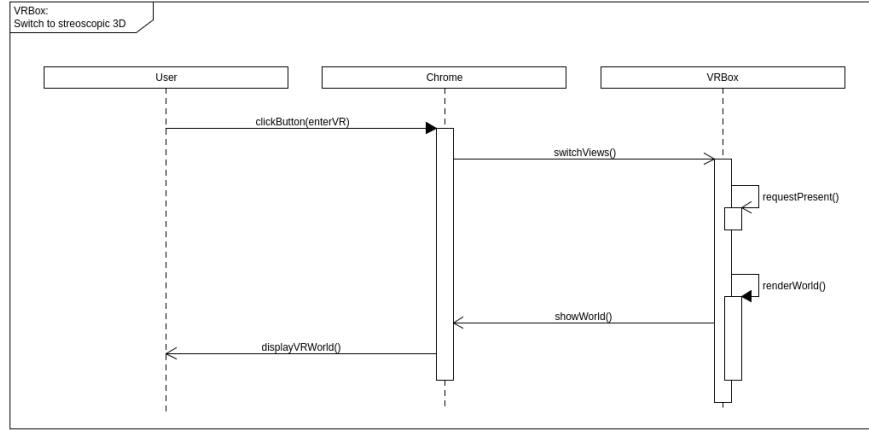 VRBox:
Switch to streoscopic 3D
User
Chrome
VRBox
clickButton(enterVR)
switchViews()
requestPresent()
renderWorld()
showWorld()
displayVRWorld()